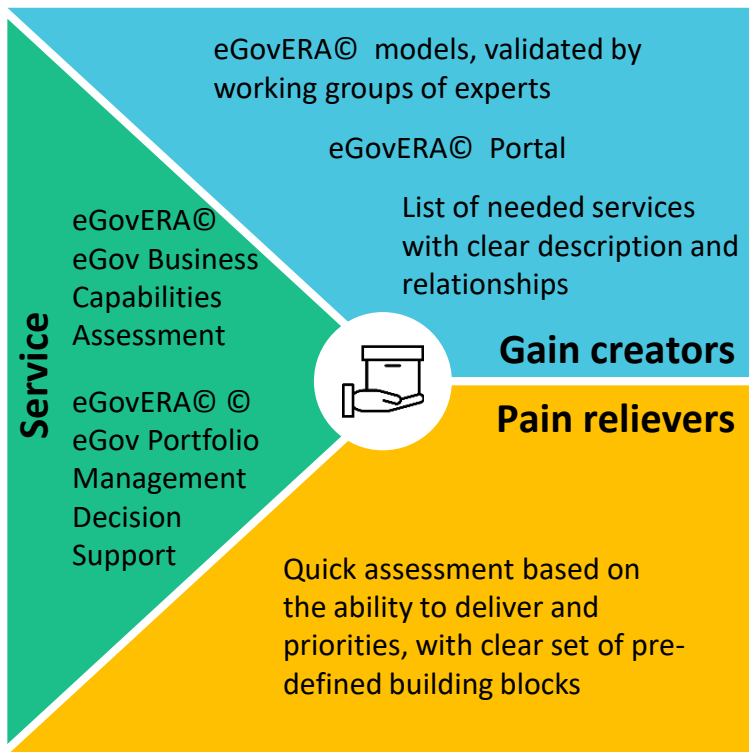 eGovERA© models, validated by
working groups of experts
eGovERA© Portal
List of needed services
with clear description and
relationships
Gain creators
Service
eGovERA©
eGov Business
Capabilities
Assessment
eGovERA© ©
eGov Portfolio
Management
Decision
Support
Pain relievers
Quick assessment based on
the ability to deliver and
priorities, with clear set of pre-
defined building blocks